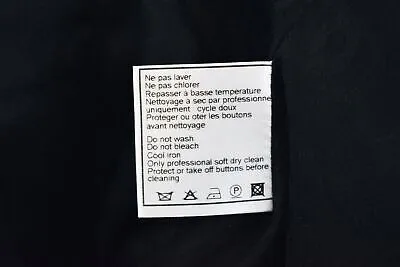 Ne pas laver
Ne pas chlorer
Repasser à basse temperature
Nettoyage a sec par professionne
uniquement : cycle doux
Proteger ou oter les boutons
avant nettoyage
Do not wash
Do not bleach
Cool iron
Only professional soft dry clean
Protect or take off buttons before
cleaning
P